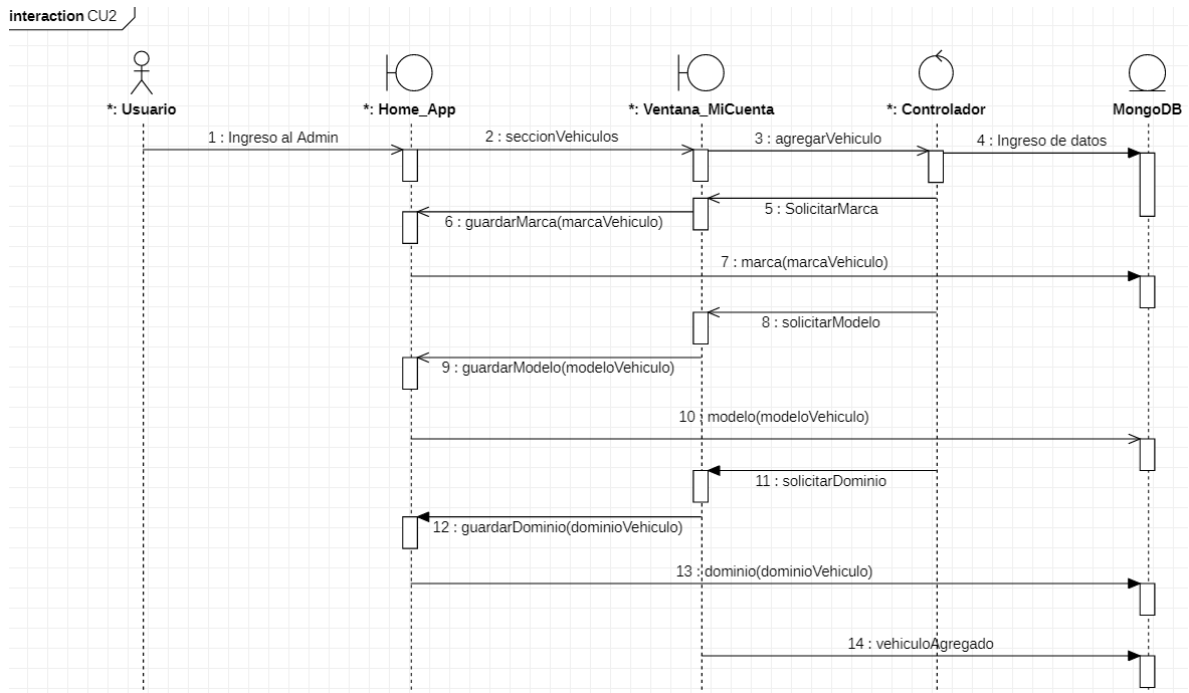 interaction CU2
*: Usuario
*: Home_App
*: Ventana_MiCuenta
*: Controlador
MongoDB
1 : Ingreso al Admin
2 : seccionVehiculos
3 : agregarVehiculo
4 : Ingreso de datos
5 : SolicitarMarca
6 : guardarMarca(marcaVehiculo)
7 : marca(marcaVehiculo)
8 : solicitarModelo
9 : guardarModelo(modeloVehiculo)
10 : modelo(modeloVehiculo)
11 : solicitarDominio
12 : guardarDominio(dominioVehiculo)
13 : dominio(dominioVehiculo)
14 : vehiculoAgregado